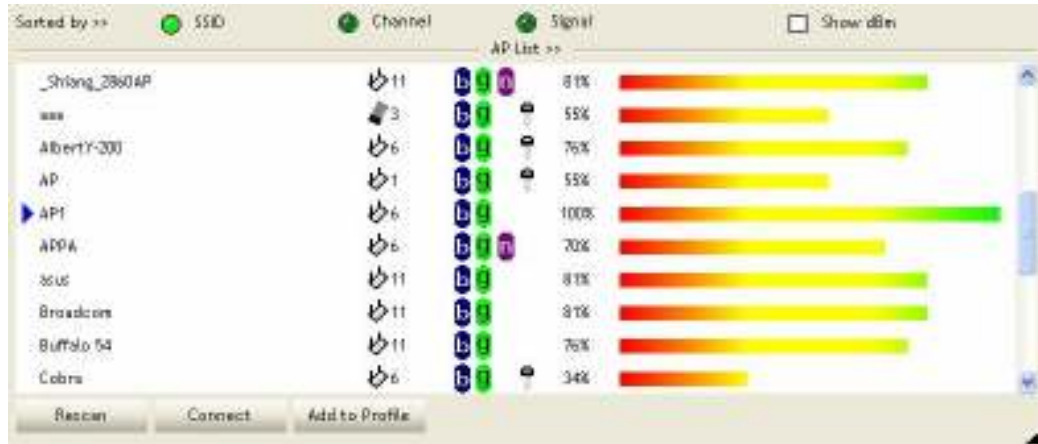 Sorted by >> SSID Channel Signal Show dBm
AP List >>
_Shiang_2860AP 11 b g n 81%
3 b g 55%
AlbertY-200 6 b g 76%
AP 1 b g 55%
AP1 6 b g 100%
APPA 6 b g n 70%
asus 11 b g 81%
Broadcom 11 b g 81%
Buffalo 54 11 b g 76%
Cobra 6 b g 34%
Rescan Connect Add to Profile